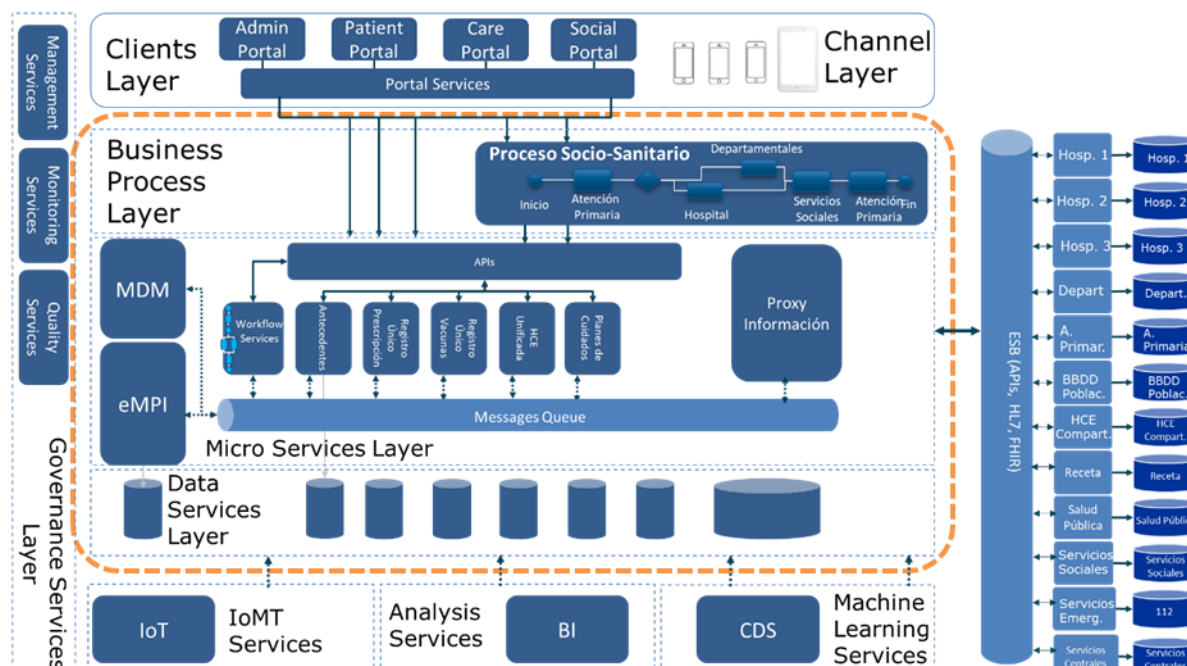 Management
Services
Monitoring
Services
Quality
Services
Governance Services
Layer
Clients
Layer
Admin
Portal
Patient
Portal
Care
Portal
Social
Portal
Portal Services
Channel
Layer
Business
Process
Layer
Proceso Socio-Sanitario
Departamentales
Inicio
Atención
Primaria
Hospital
Servicios
Sociales
Atención
Primaria
Fin
MDM
eMPI
APIs
Workflow
Services
Antecedentes
Registro
Único
Prescripción
Registro
Único
Vacunas
HCE
Unificada
Planes de
Cuidados
Proxy
Información
Messages Queue
Micro Services Layer
Data
Services
Layer
IoT
IoMT
Services
Analysis
Services
BI
CDS
Machine
Learning
Services
ESB (APIs, HL7, FHIR)
Hosp. 1
Hosp. 1
Hosp. 2
Hosp. 2
Hosp. 3
Hosp. 3
Depart
Depart.
A.
Primar.
A.
Primaria
BBDD
Poblac.
BBDD
Poblac.
HCE
Compart.
HCE
Compart.
Receta
Receta
Salud
Pública
Salud Pública
Servicios
Sociales
Servicios
Sociales
Servicios
Emerg.
112
Servicios
Centrales
Servicios
Centrales